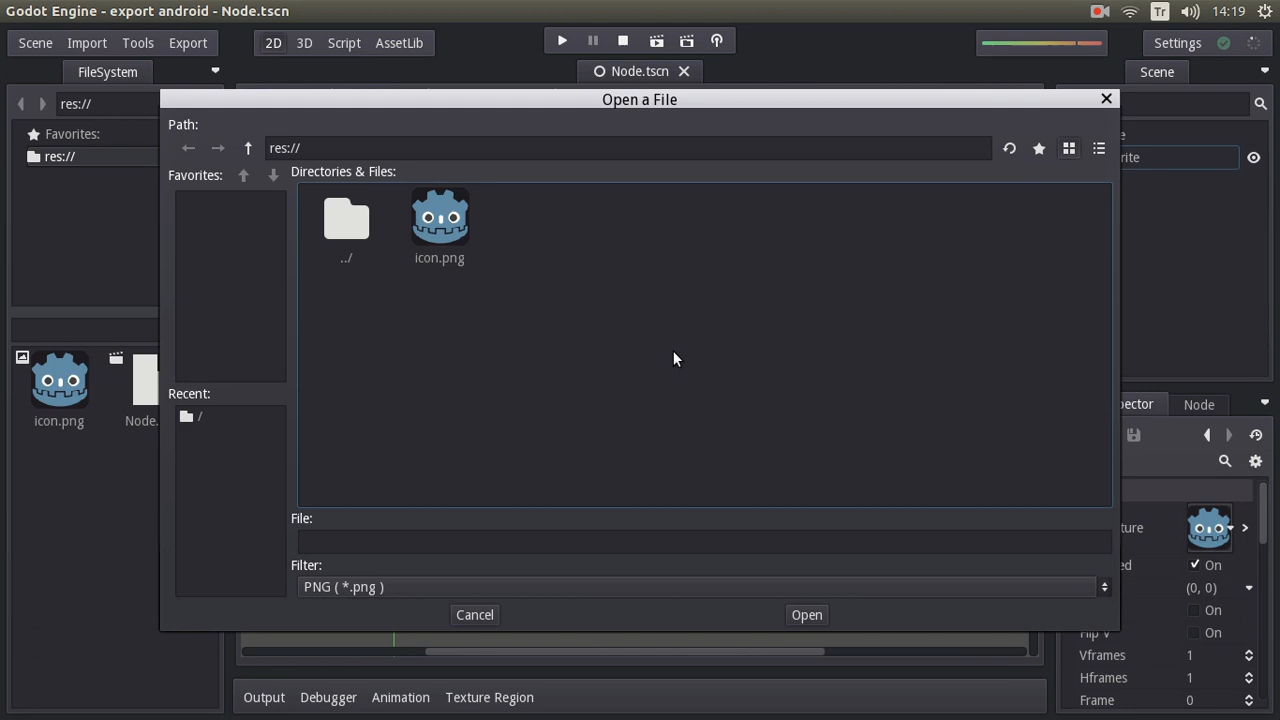 Godot Engine - export android - Node.tscn
Tr
14:19
Scene Import Tools Export
2D 3D Script AssetLib
Settings
FileSystem
Node.tscn
Scene
res://
Favorites:
res://
icon.png
Node.
Open a File
Path:
res://
Favorites:
Directories & Files:
../
icon.png
Recent:
/
File:
Filter:
PNG ( *.png )
Cancel
Open
rite
Node
On
(0, 0)
On
Flip V
On
Vframes 1
Hframes 1
Frame 0
Output Debugger Animation Texture Region